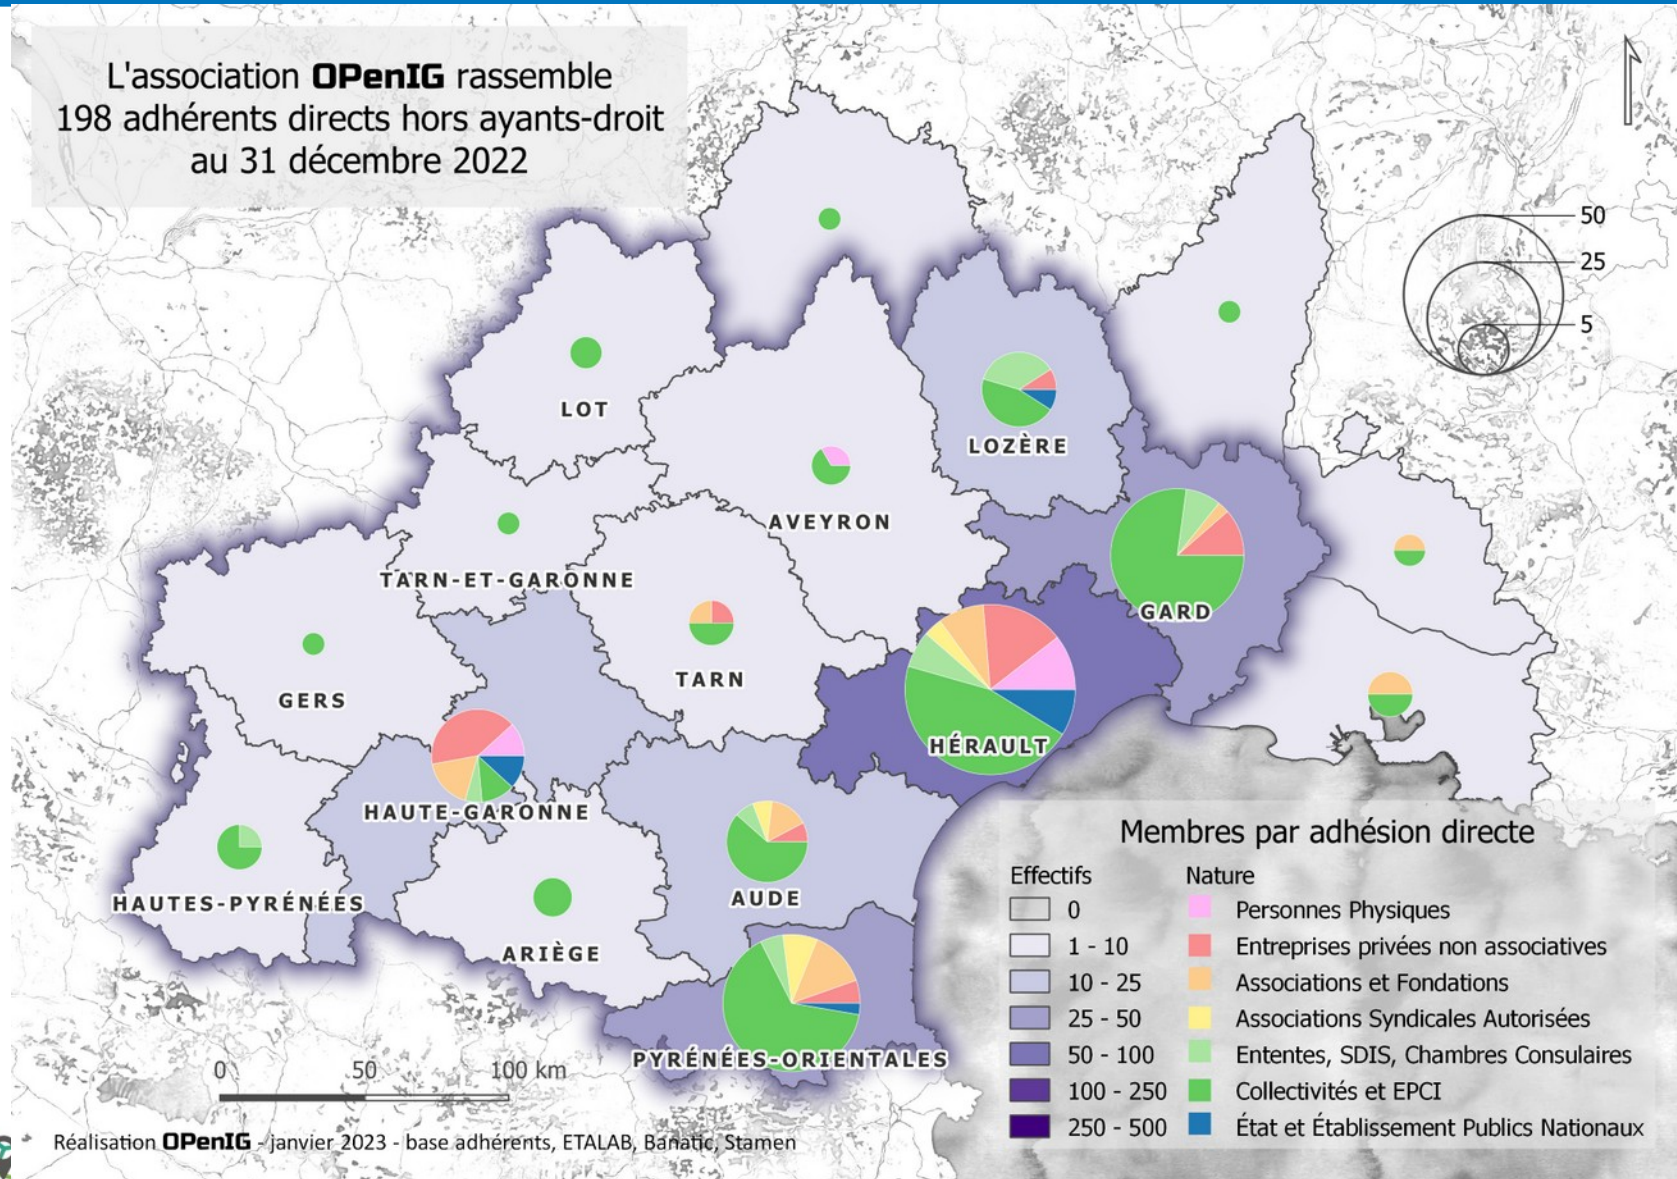 L'association OPenIG rassemble
198 adhérents directs hors ayants-droit
au 31 décembre 2022
50
25
5
LOT
LOZÈRE
AVEYRON
TARN-ET-GARONNE
GARD
TARN
GERS
HÉRAULT
HAUTE-GARONNE
AUDE
HAUTES-PYRÉNÉES
ARIÈGE
PYRÉNÉES-ORIENTALES
Membres par adhésion directe
Effectifs
0
1 - 10
10 - 25
25 - 50
50 - 100
100 - 250
250 - 500
Nature
Personnes Physiques
Entreprises privées non associatives
Associations et Fondations
Associations Syndicales Autorisées
Ententes, SDIS, Chambres Consulaires
Collectivités et EPCI
État et Établissement Publics Nationaux
0 50 100 km
Réalisation OPenIG - janvier 2023 - base adhérents, ETALAB, Banatic, Stamen